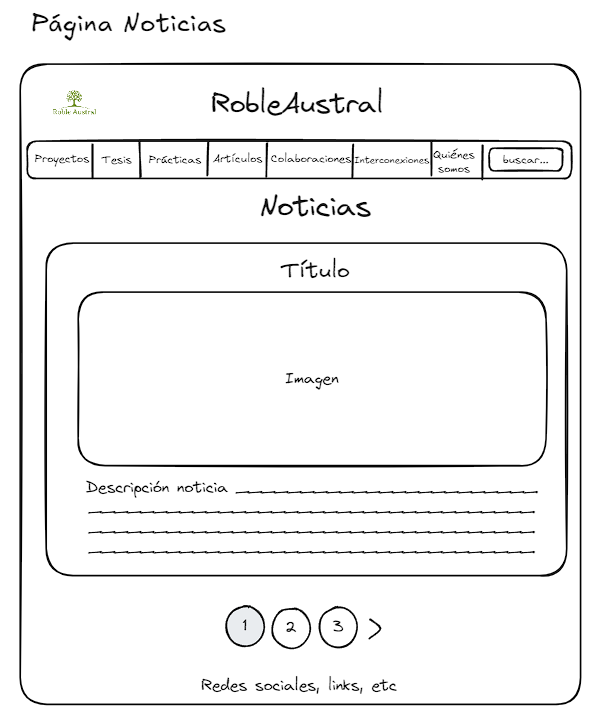 Página Noticias
Roble Austral
RobleAustral
Proyectos Tesis Prácticas Artículos Colaboraciones Interconexiones Quiénes somos buscar...
Noticias
Título
Imagen
Descripción noticia
1 2 3 >
Redes sociales, links, etc